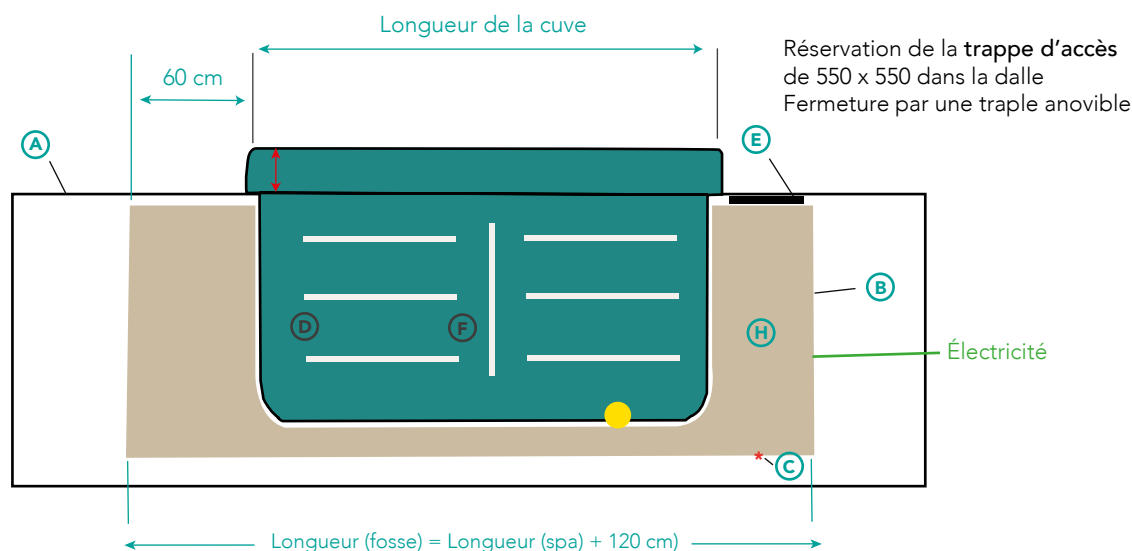 Longueur de la cuve
Réservation de la trappe d'accès
de 550 x 550 dans la dalle
Fermeture par une traple anovible
60 cm
A
E
B
D
F
H
Électricité
* C
Longueur (fosse) = Longueur (spa) + 120 cm)